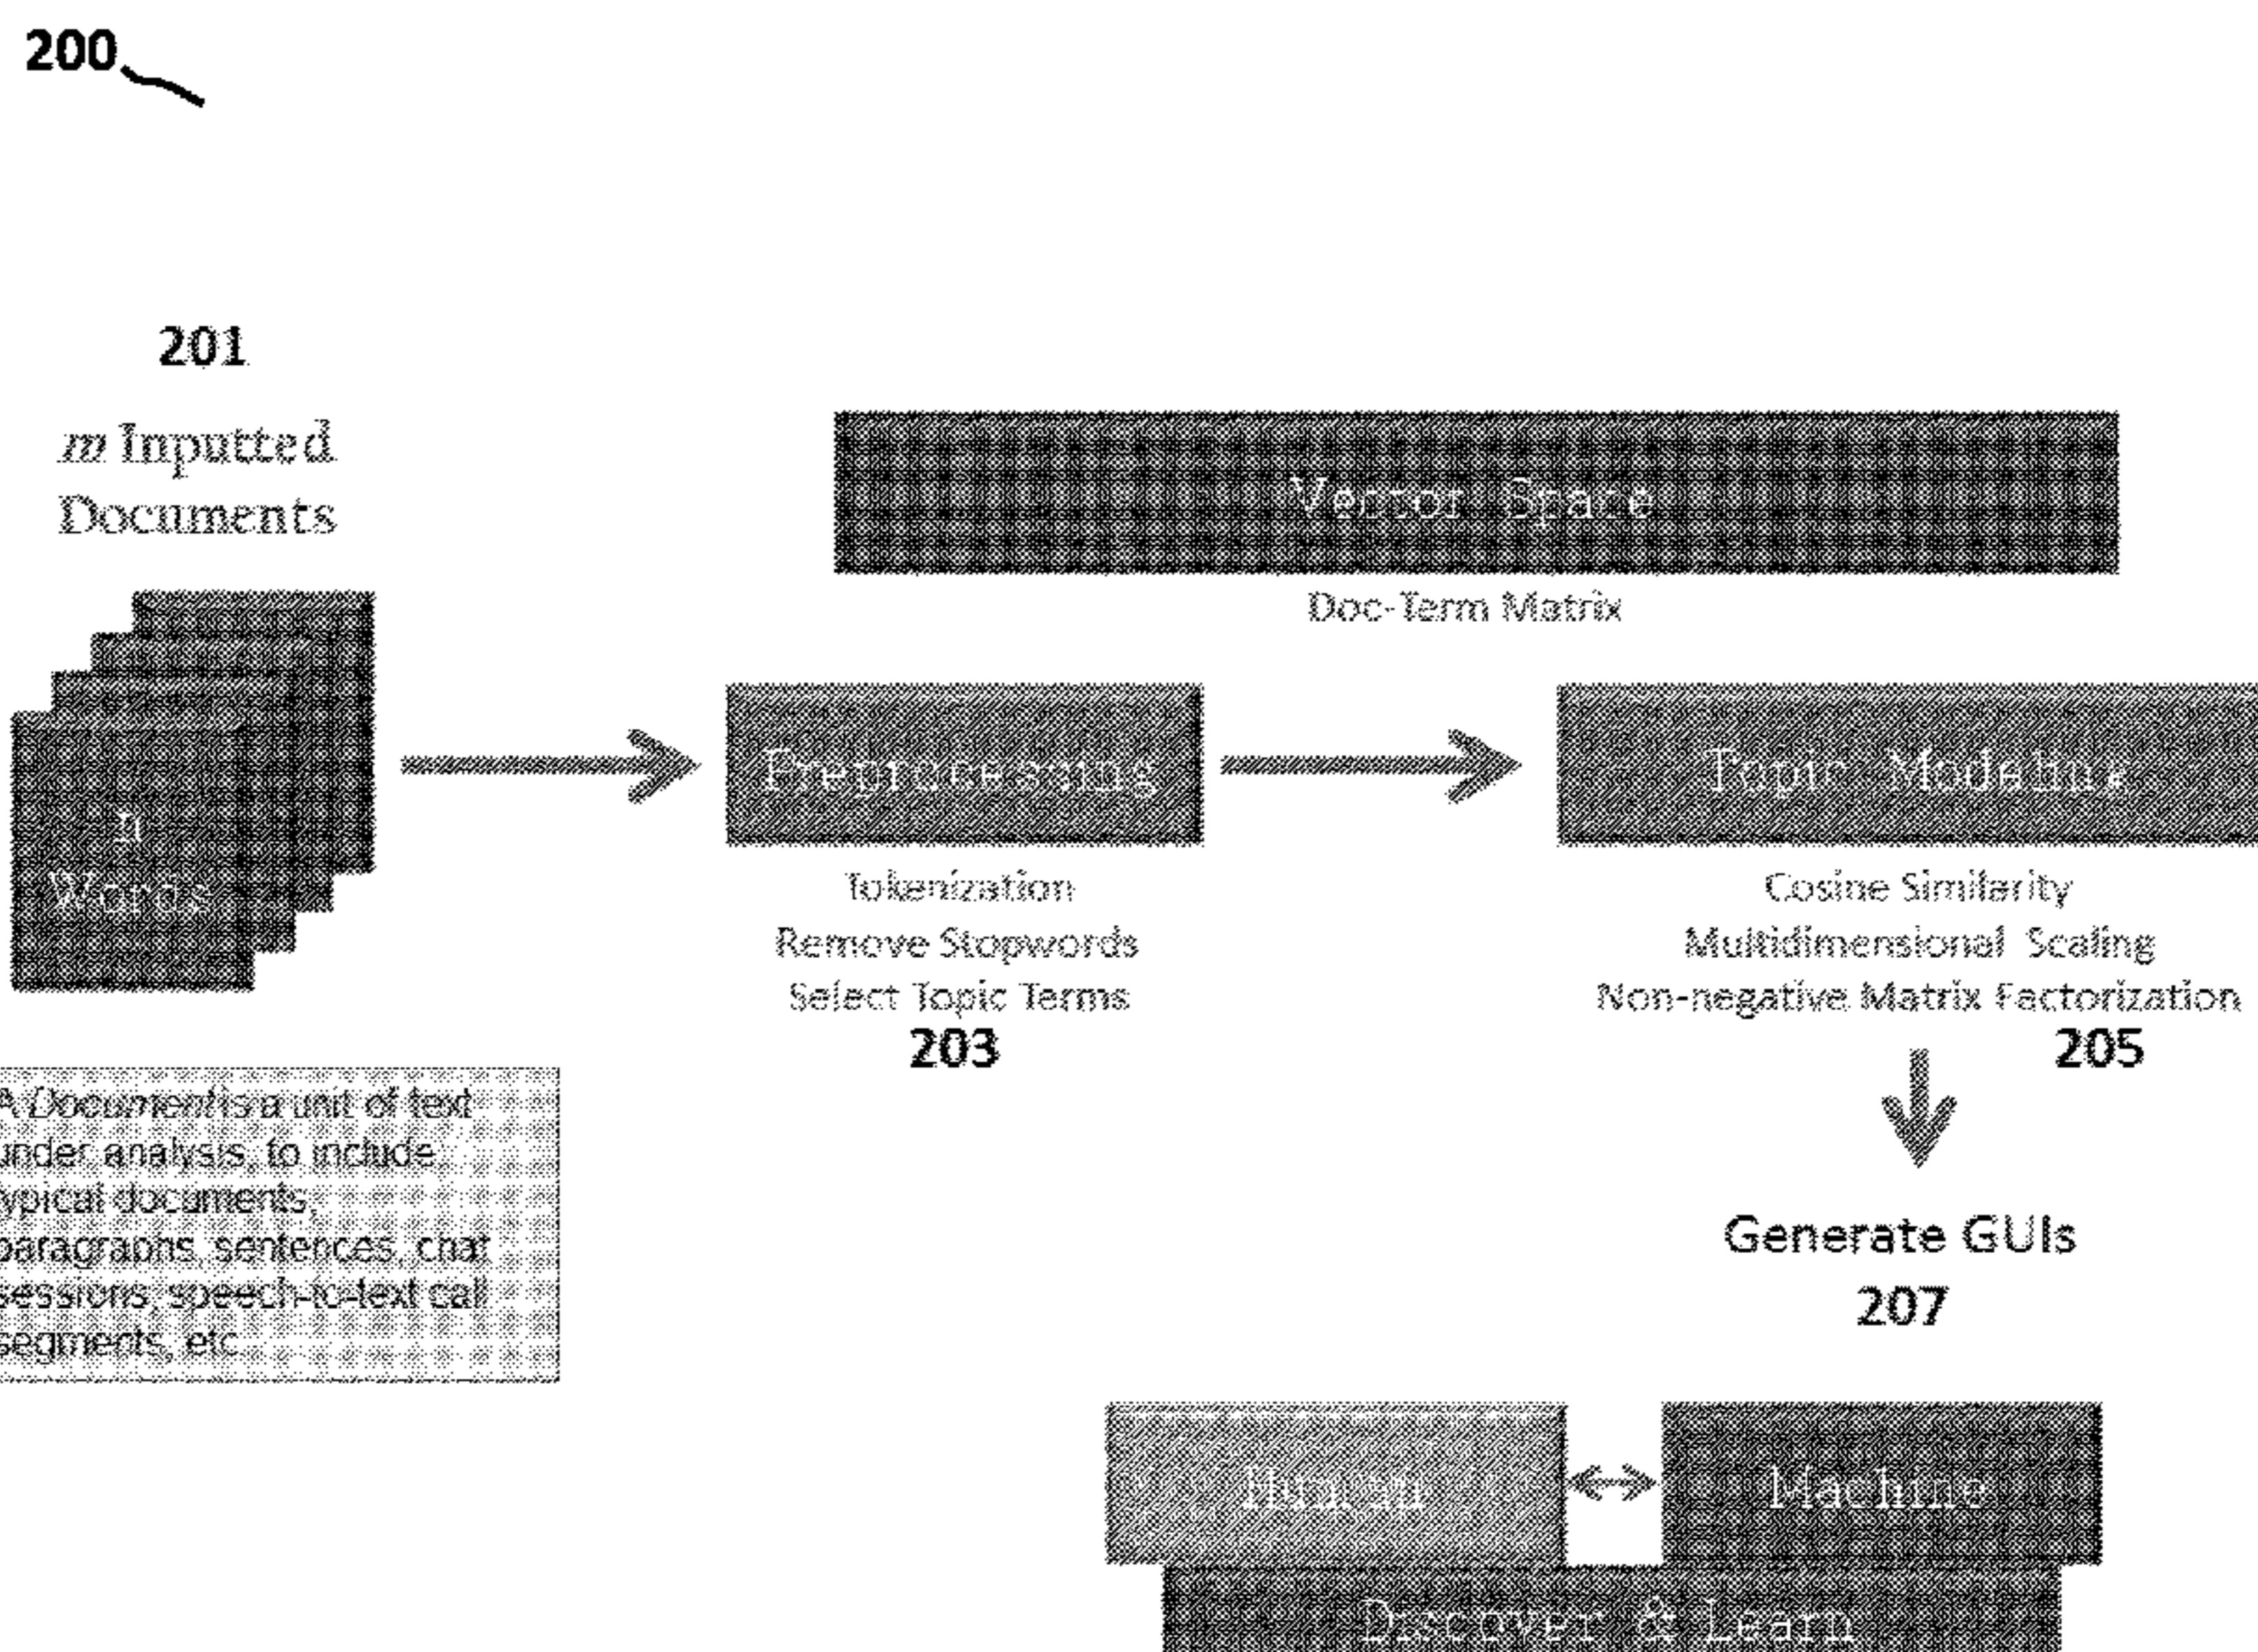 200
201
m Inputted
Documents
Vector Space
Doc-Term Matrix
n
Words
Preprocessing
Topic Modeling
Tokenization
Remove Stopwords
Select Topic Terms
203
Cosine Similarity
Multidimensional Scaling
Non-negative Matrix Factorization
205
A Document is a unit of text
under analysis, to include
typical documents,
paragraphs, sentences, chat
sessions, speech-to-text call
segments, etc.
Generate GUIs
207
Human
Machine
Discover & Learn